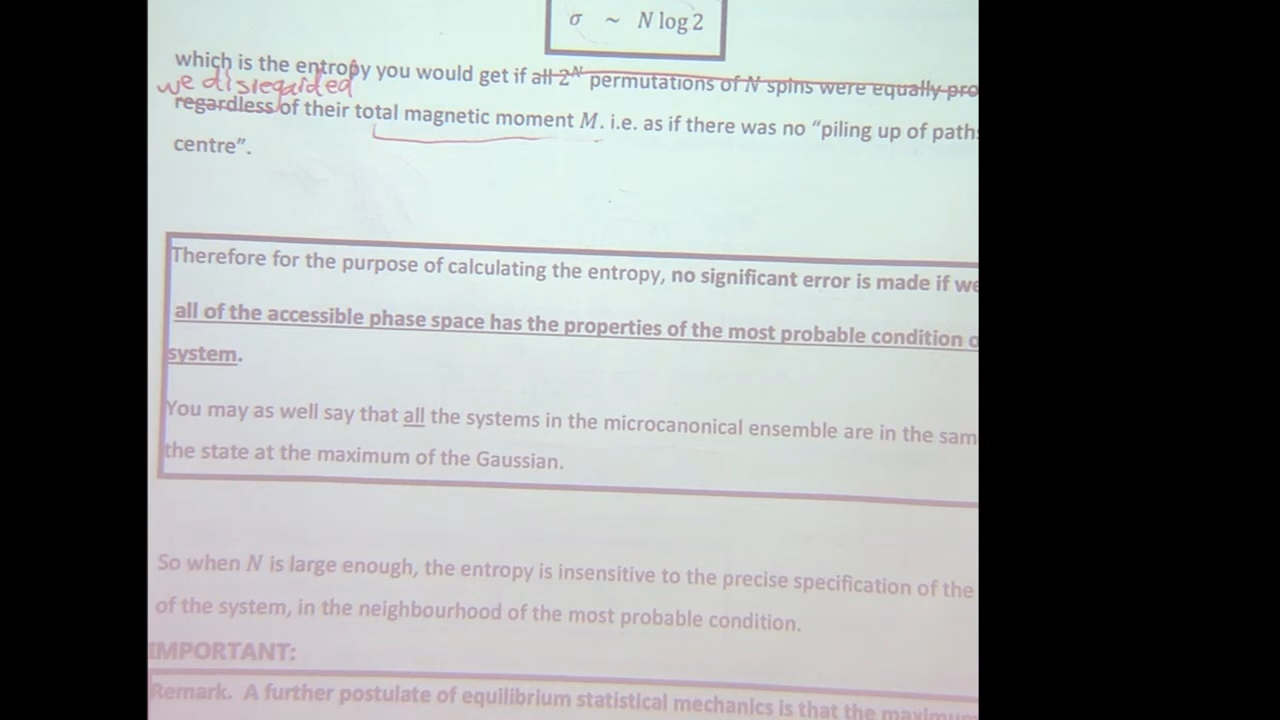 σ ~ N log 2
which is the entropy you would get if all 2^N permutations of N spins were equally pro
we disregarded
regardless of their total magnetic moment M. i.e. as if there was no “piling up of paths
centre”.
Therefore for the purpose of calculating the entropy, no significant error is made if we
all of the accessible phase space has the properties of the most probable condition o
system.
You may as well say that all the systems in the microcanonical ensemble are in the sam
the state at the maximum of the Gaussian.
So when N is large enough, the entropy is insensitive to the precise specification of the
of the system, in the neighbourhood of the most probable condition.
IMPORTANT:
Remark. A further postulate of equilibrium statistical mechanics is that the maximum